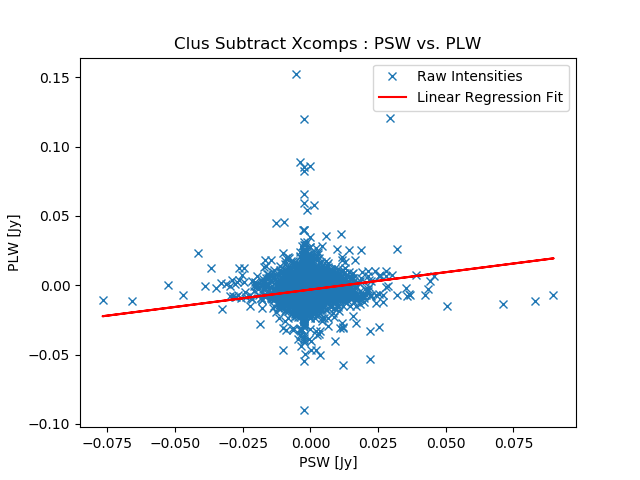 Clus Subtract Xcomps : PSW vs. PLW
Raw Intensities
Linear Regression Fit
PLW [Jy]
0.15
0.10
0.05
0.00
−0.05
−0.10
−0.075 −0.050 −0.025 0.000 0.025 0.050 0.075
PSW [Jy]